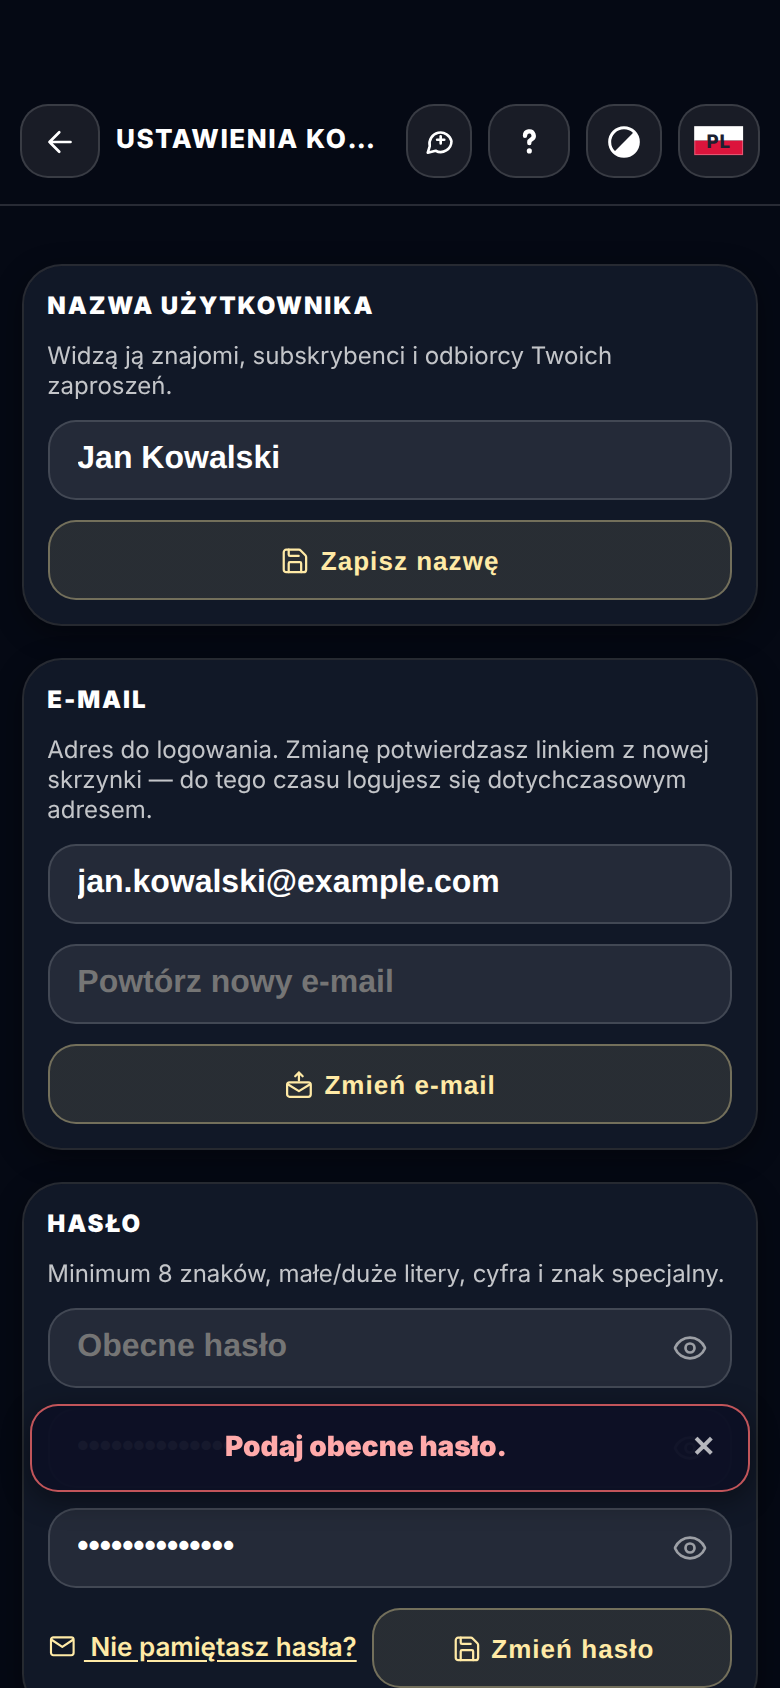 USTAWIENIA KO...
?
PL
NAZWA UŻYTKOWNIKA
Widzą ją znajomi, subskrybenci i odbiorcy Twoich
zaproszeń.
Jan Kowalski
Zapisz nazwę
E-MAIL
Adres do logowania. Zmianę potwierdzasz linkiem z nowej
skrzynki — do tego czasu logujesz się dotychczasowym
adresem.
jan.kowalski@example.com
Powtórz nowy e-mail
Zmień e-mail
HASŁO
Minimum 8 znaków, małe/duże litery, cyfra i znak specjalny.
Obecne hasło
Podaj obecne hasło. ✕
••••••••••••••
Nie pamiętasz hasła? Zmień hasło